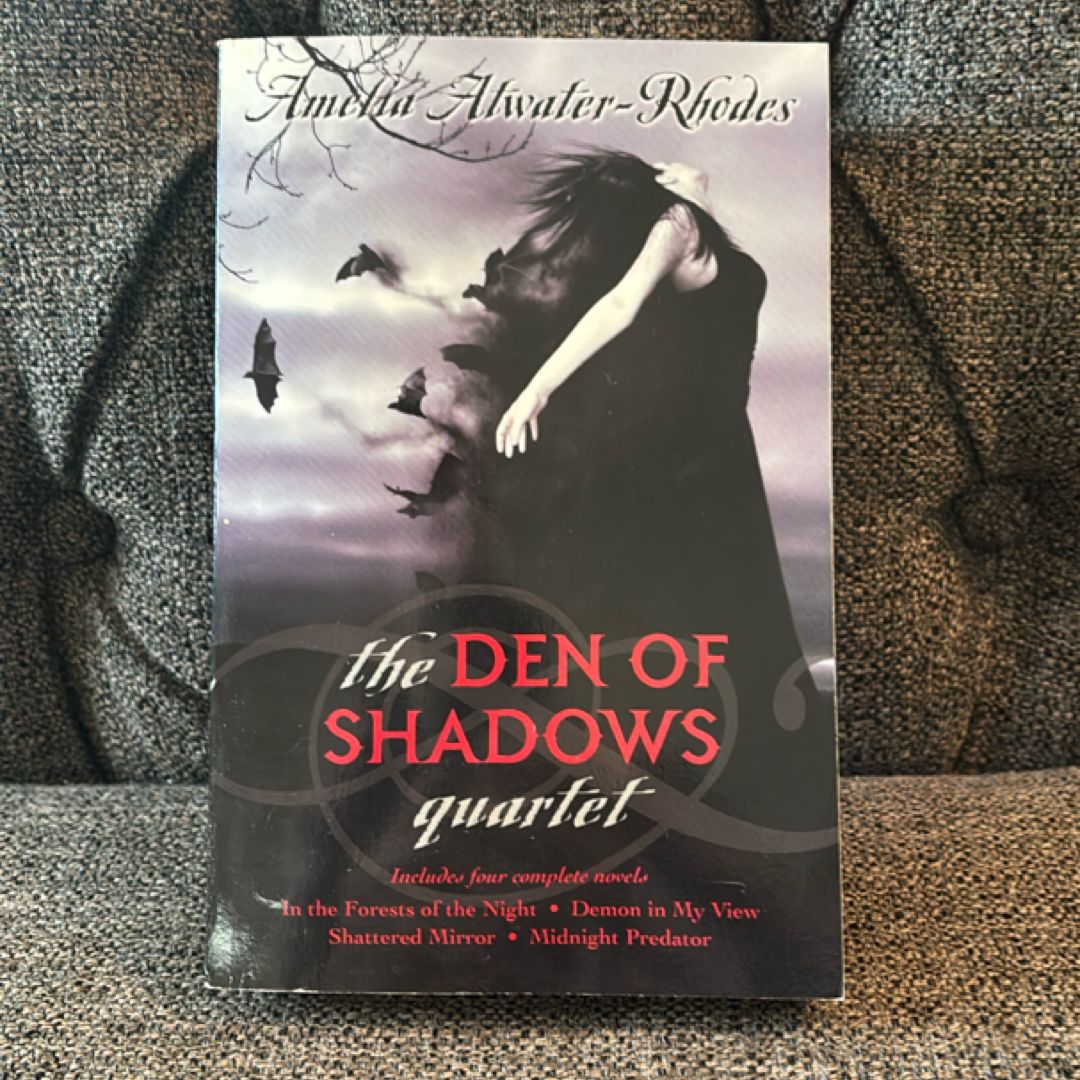 Amelia Atwater-Rhodes
the DEN OF
SHADOWS
quartet
Includes four complete novels
In the Forests of the Night • Demon in My View
Shattered Mirror • Midnight Predator